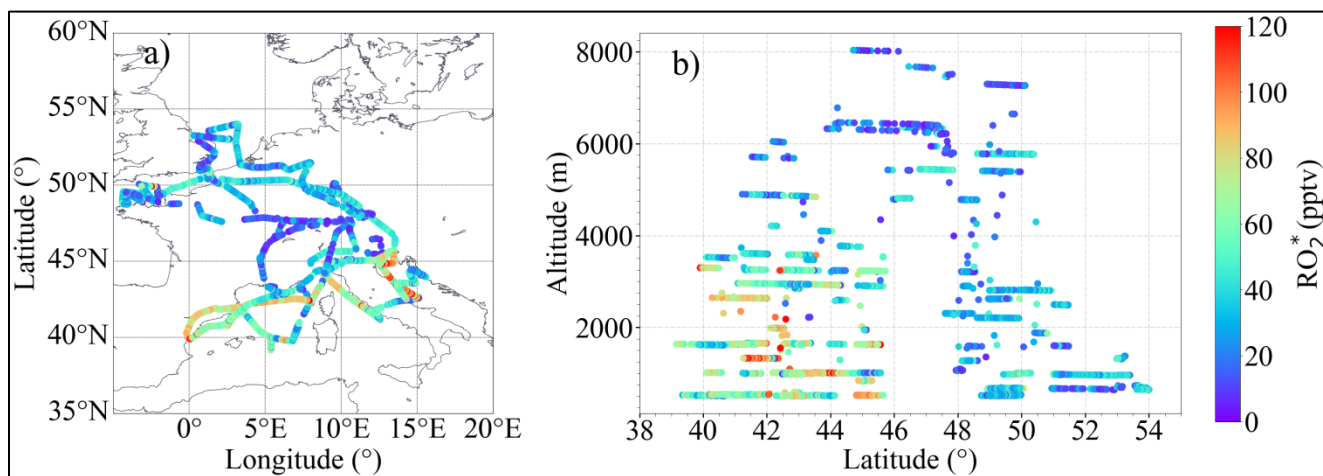 a)
60°N
55°N
50°N
45°N
40°N
35°N
0°E
5°E
10°E
15°E
20°E
Latitude (°)
Longitude (°)
b)
8000
6000
4000
2000
38
40
42
44
46
48
50
52
54
Altitude (m)
Latitude (°)
120
100
80
60
40
20
0
RO₂* (pptv)